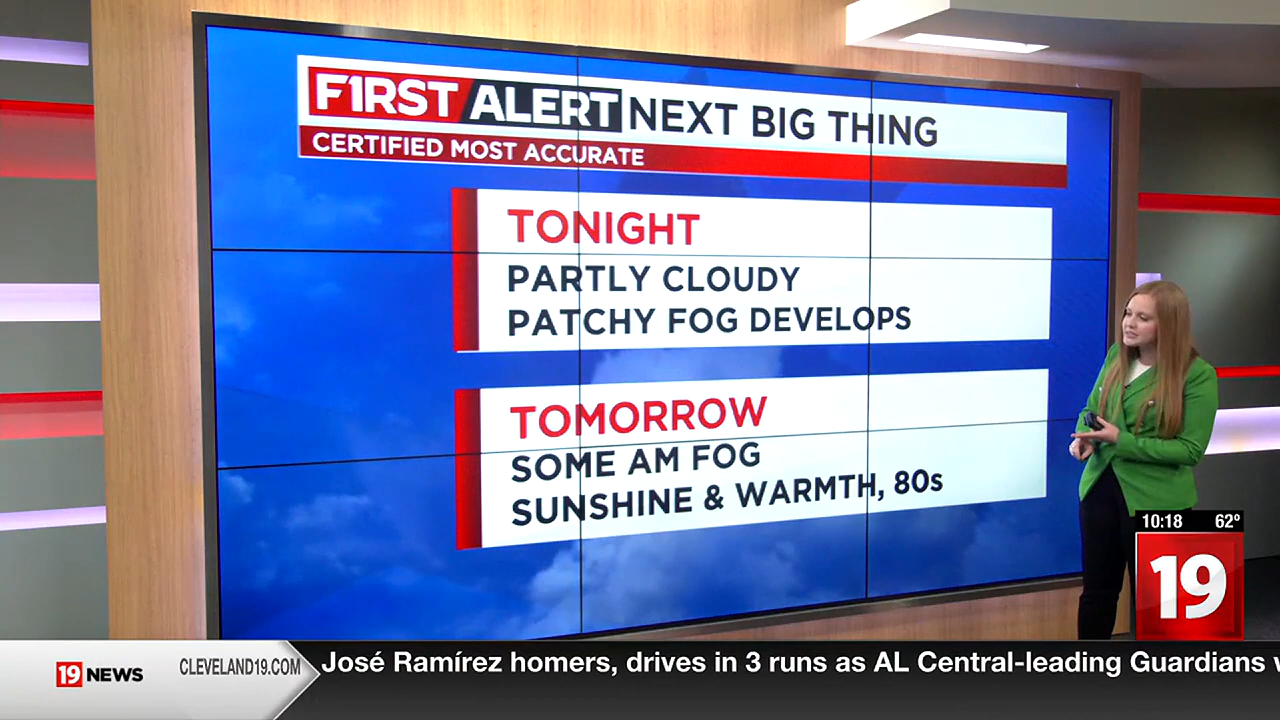 F1RST ALERT NEXT BIG THING
CERTIFIED MOST ACCURATE
TONIGHT
PARTLY CLOUDY
PATCHY FOG DEVELOPS
TOMORROW
SOME AM FOG
SUNSHINE & WARMTH, 80s
10:18 62º
19
19 NEWS
CLEVELAND19.COM
José Ramírez homers, drives in 3 runs as AL Central-leading Guardians